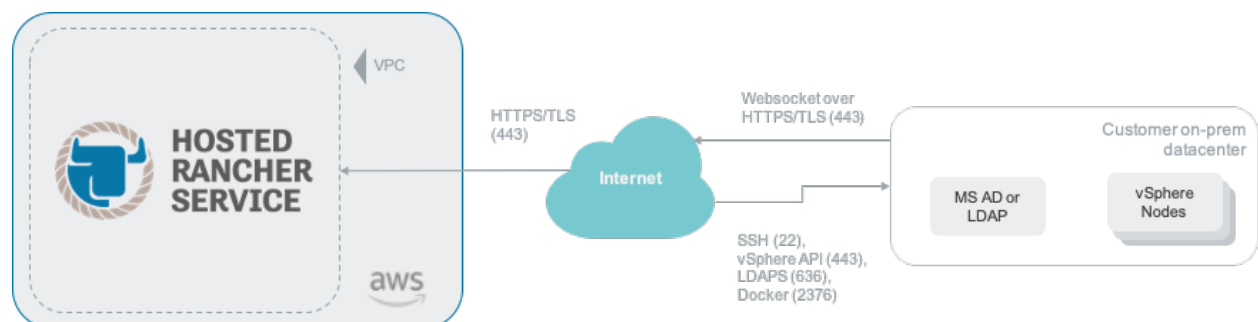 VPC
HOSTED
RANCHER
SERVICE
aws
HTTPS/TLS
(443)
Internet
Websocket over
HTTPS/TLS (443)
SSH (22),
vSphere API (443),
LDAPS (636),
Docker (2376)
Customer on-prem
datacenter
MS AD or
LDAP
vSphere
Nodes